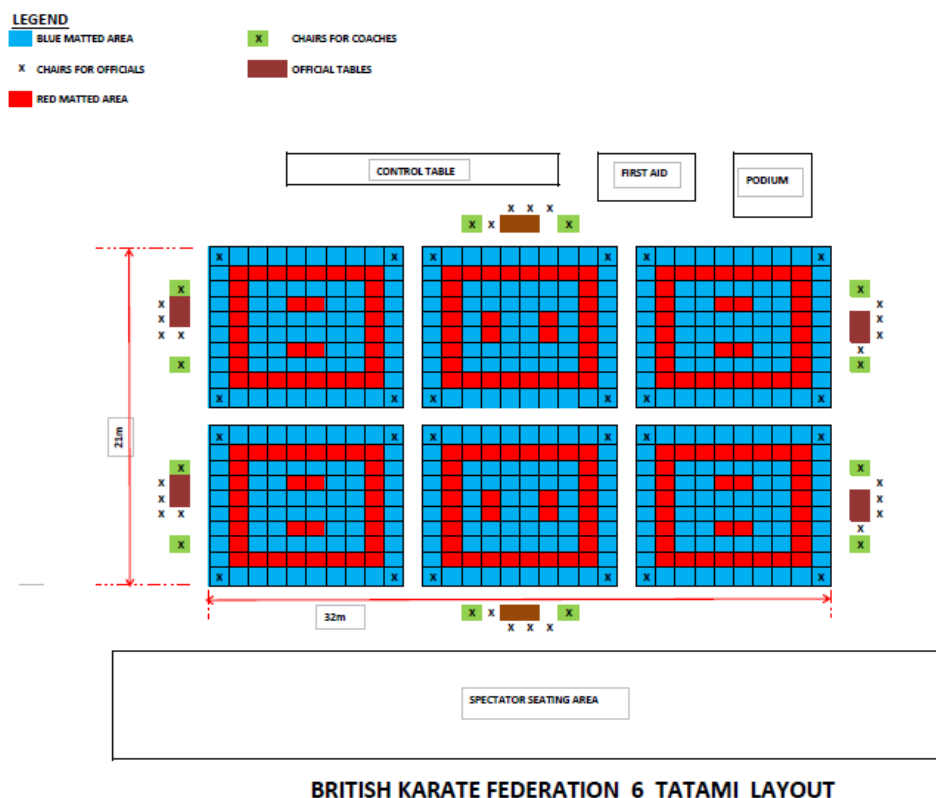 LEGEND
BLUE MATTED AREA
X CHAIRS FOR COACHES
X CHAIRS FOR OFFICIALS
OFFICIAL TABLES
RED MATTED AREA
CONTROL TABLE
FIRST AID
PODIUM
X X X
X X X
X X X X X X
X X
X X
X X
X X
X X X
X X
X X X X X X
X X X X X X
X X
X X
X X
X X
X X X
X X
X X X X X X
21m
32m
X X X
X X X
SPECTATOR SEATING AREA
BRITISH KARATE FEDERATION 6 TATAMI LAYOUT